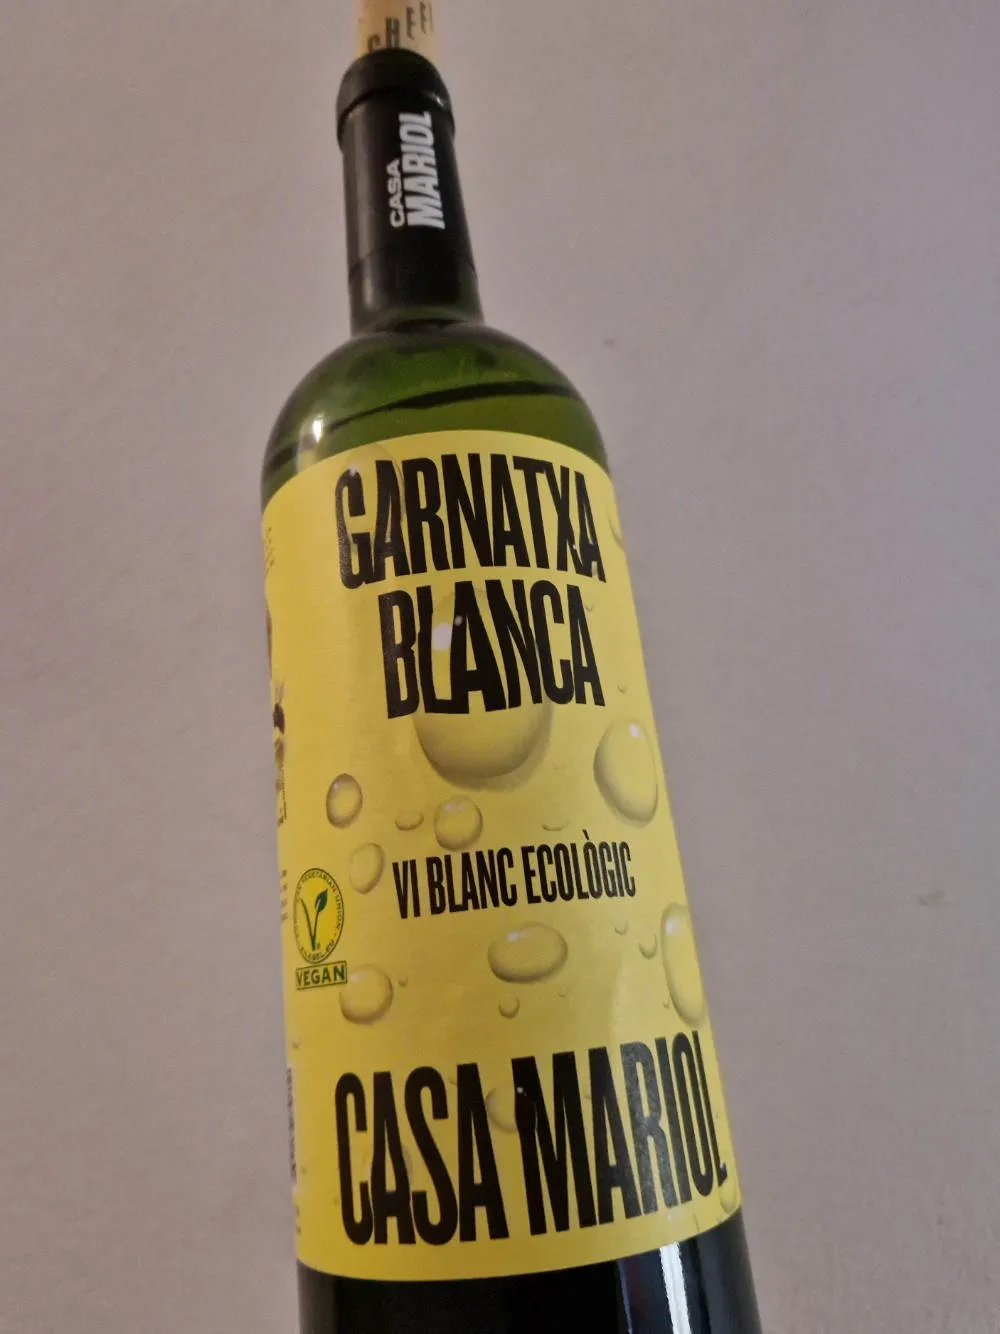 CASA
MARIOL
GARNATXA
BLANCA
VI BLANC ECOLÒGIC
VEGAN
CASA MARIOL